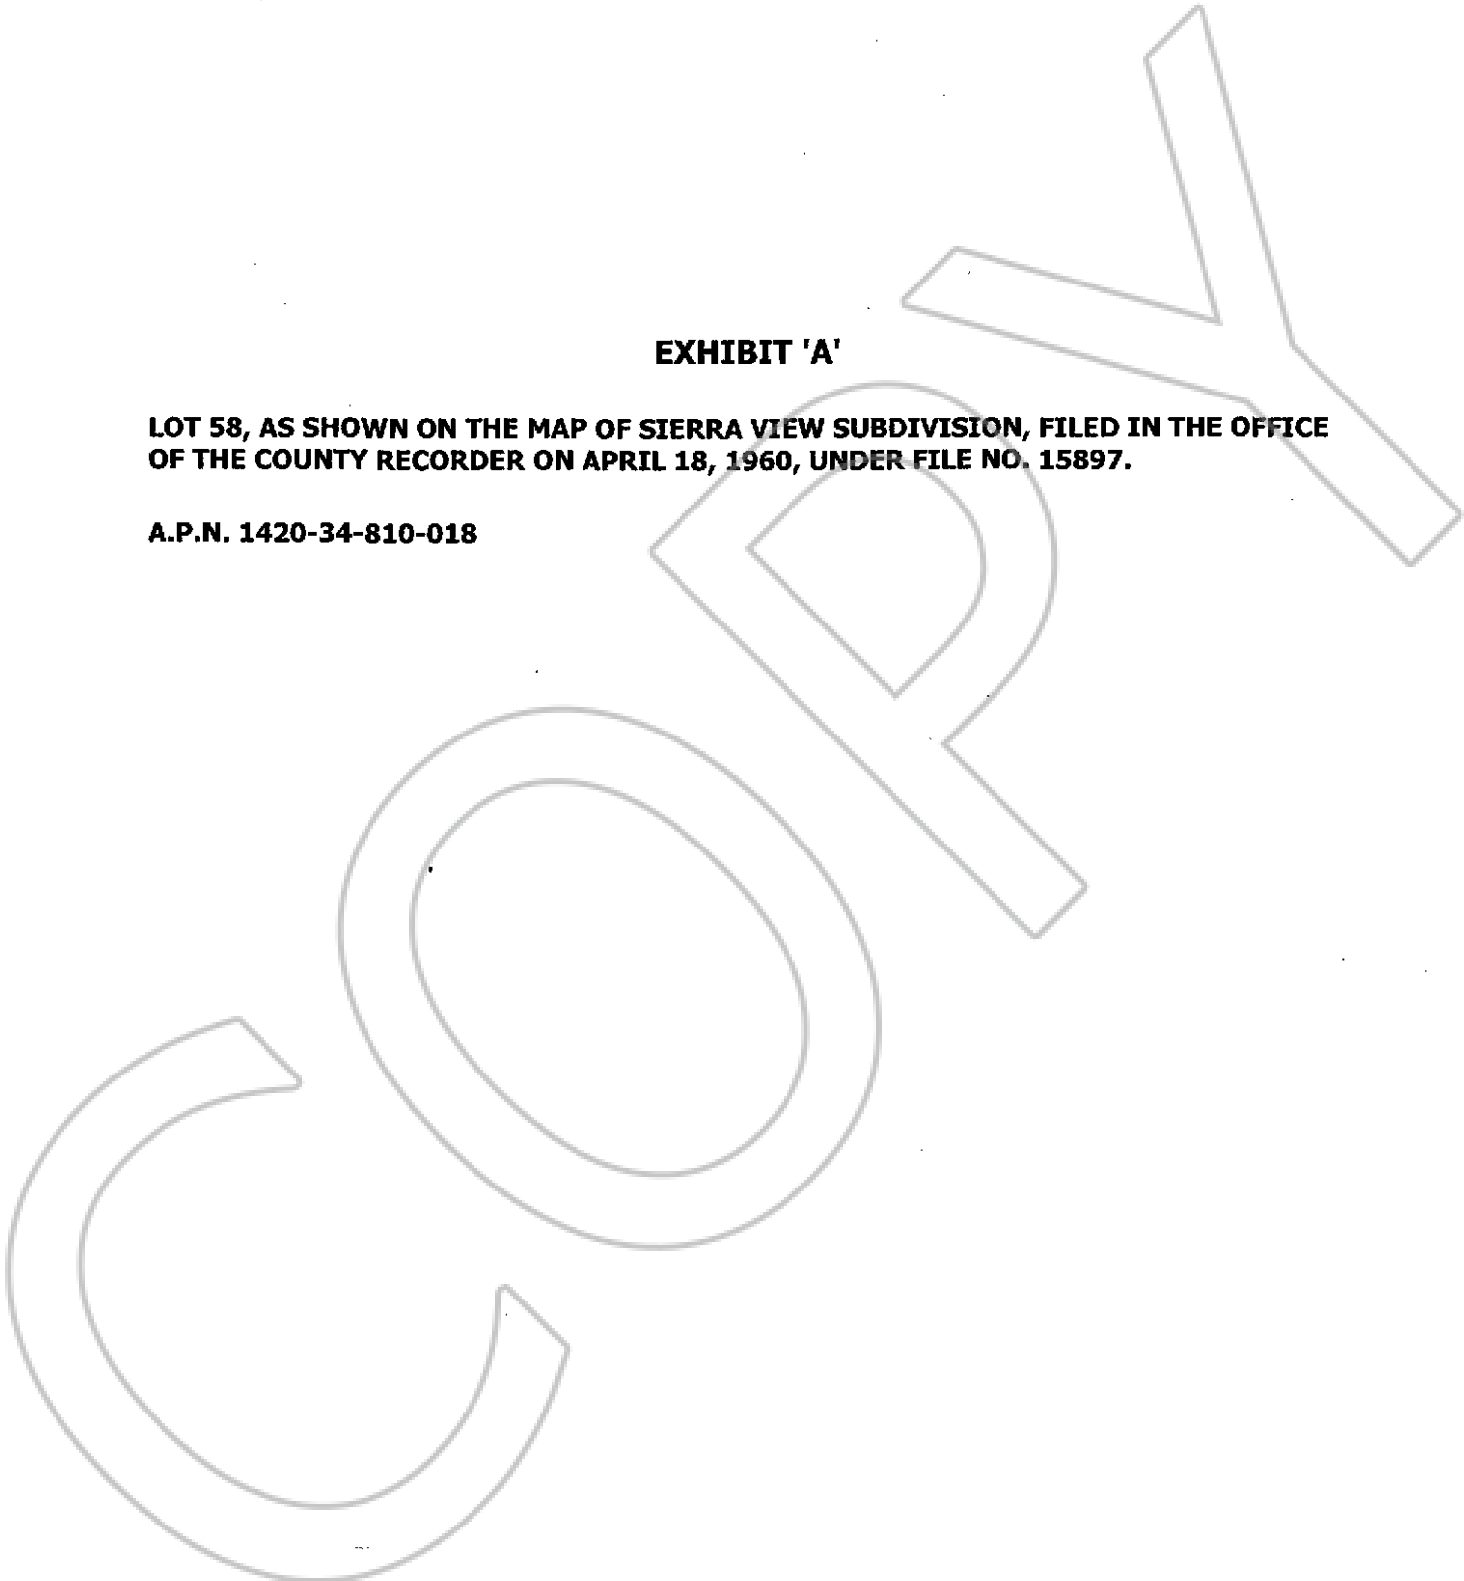 EXHIBIT 'A'
LOT 58, AS SHOWN ON THE MAP OF SIERRA VIEW SUBDIVISION, FILED IN THE OFFICE
OF THE COUNTY RECORDER ON APRIL 18, 1960, UNDER FILE NO. 15897.
A.P.N. 1420-34-810-018
COPY